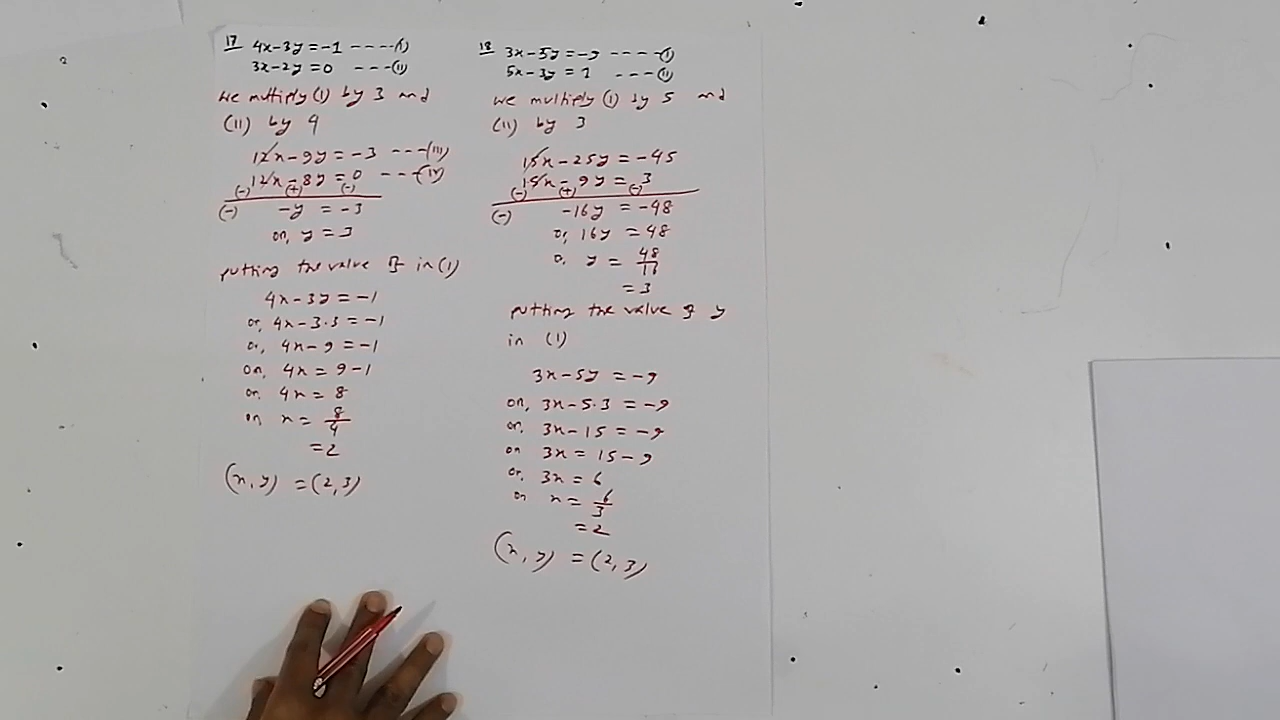 17 4x-3y=-1 ----(i)
3x-2y=0 ---(ii)
we multiply (i) by 3 and
(ii) by 4
12x-9y=-3 ---(iii)
12x-8y=0 ---(iv)
(-) (+) (-)
(-) -y = -3
or, y = 3
putting the value of in (i)
4x-3y=-1
or, 4x-3·3=-1
or, 4x-9=-1
or, 4x = 9-1
or, 4x = 8
or x = 8/4
=2
(x, y) =(2,3)
18 3x-5y=-9 ----(i)
5x-3y=1 ---(ii)
we multiply (i) by 5 and
(ii) by 3
15x-25y=-45
15x-9y=3
(-) (+) (-)
(-) -16y = -48
or, 16y = 48
o, y = 48/16
= 3
putting the value of y
in (i)
3x-5y = -9
or, 3x-5·3 = -9
or, 3x-15 = -9
or 3x = 15-9
or, 3x = 6
or x = 6/3
=2
(x, y) =(2,3)